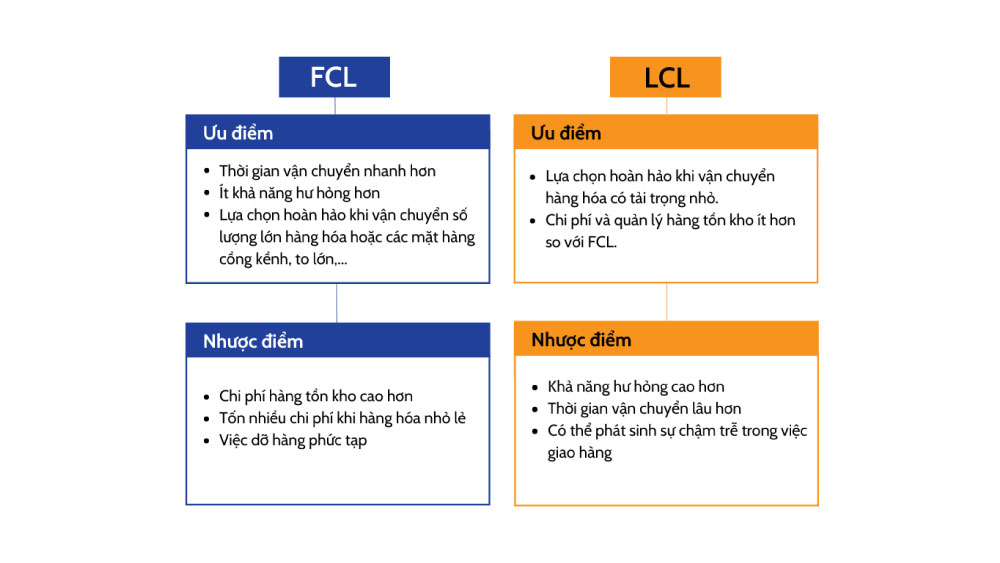 FCL
Ưu điểm
• Thời gian vận chuyển nhanh hơn
• Ít khả năng hư hỏng hơn
• Lựa chọn hoàn hảo khi vận chuyển số
lượng lớn hàng hóa hoặc các mặt hàng
cồng kềnh, to lớn,...
Nhược điểm
• Chi phí hàng tồn kho cao hơn
• Tốn nhiều chi phí khi hàng hóa nhỏ lẻ
• Việc dỡ hàng phức tạp
LCL
Ưu điểm
• Lựa chọn hoàn hảo khi vận chuyển
hàng hóa có tải trọng nhỏ.
• Chi phí và quản lý hàng tồn kho ít hơn
so với FCL.
Nhược điểm
• Khả năng hư hỏng cao hơn
• Thời gian vận chuyển lâu hơn
• Có thể phát sinh sự chậm trễ trong việc
giao hàng